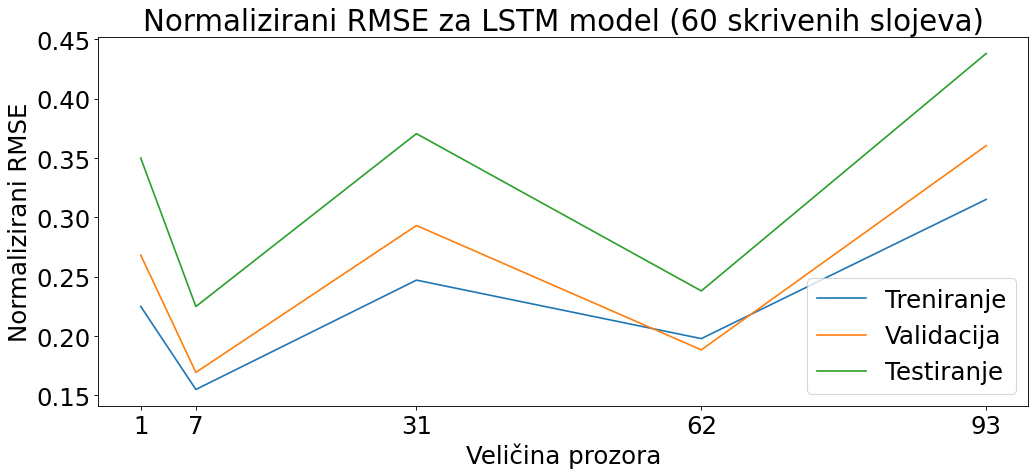 Normalizirani RMSE za LSTM model (60 skrivenih slojeva)
Normalizirani RMSE
0.45
0.40
0.35
0.30
0.25
0.20
0.15
Treniranje
Validacija
Testiranje
1 7 31 62 93
Veličina prozora